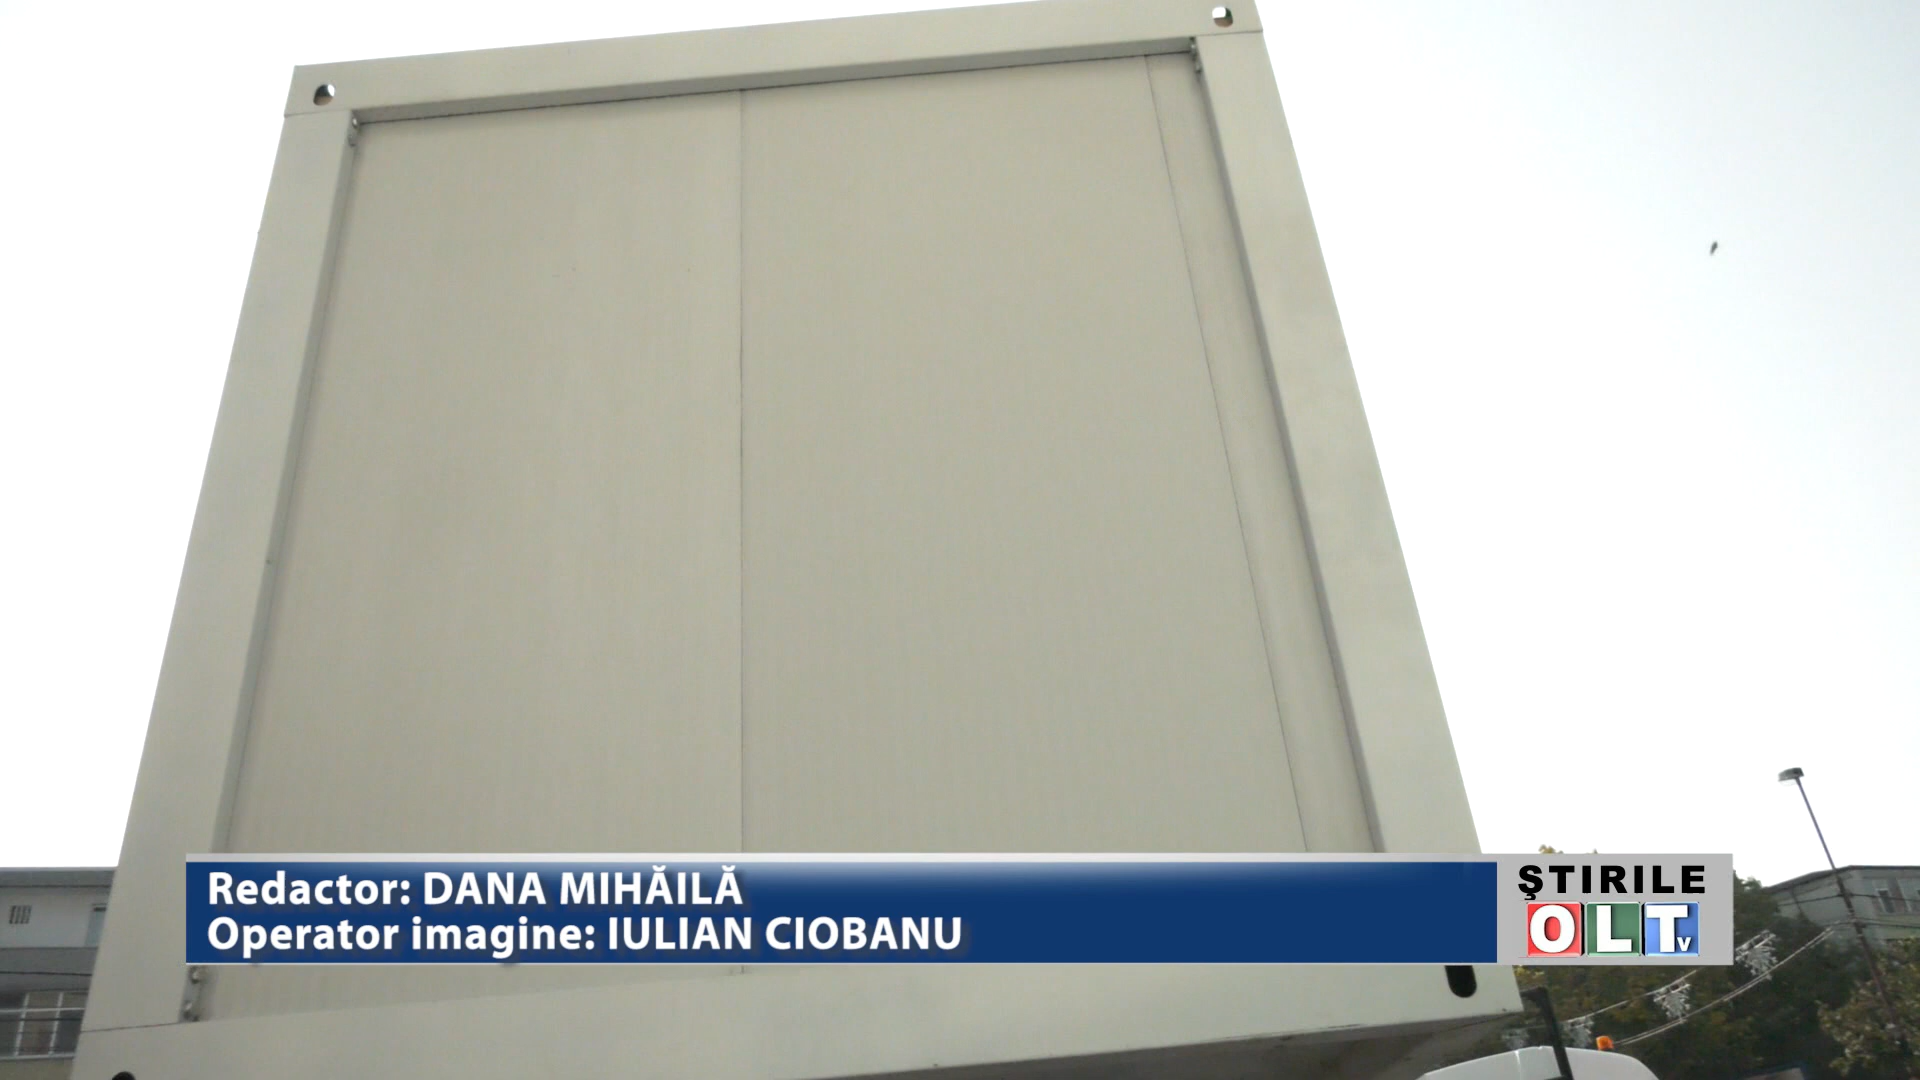 Redactor: DANA MIHĂILĂ
Operator imagine: IULIAN CIOBANU
ŞTIRILE
OLTv